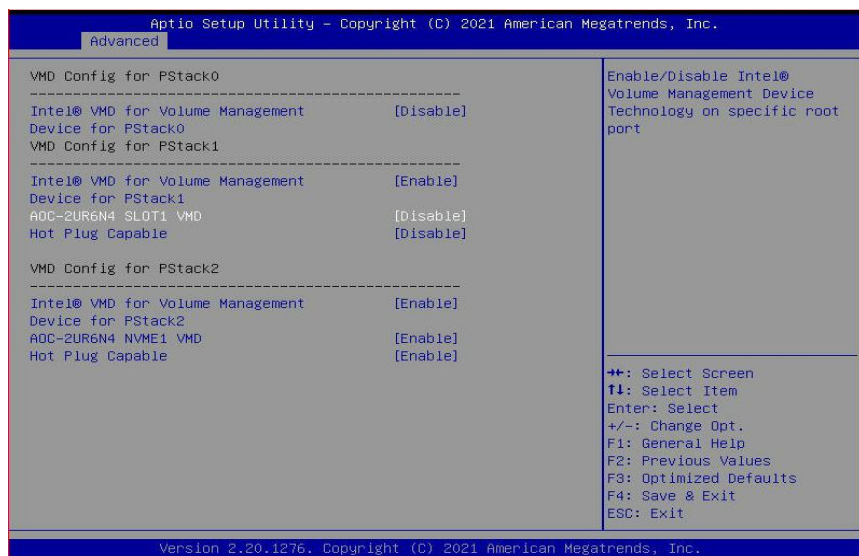 Aptio Setup Utility – Copyright (C) 2021 American Megatrends, Inc.
Advanced
VMD Config for PStack0
------------------------------------------------------
Intel® VMD for Volume Management [Disable]
Device for PStack0
VMD Config for PStack1
------------------------------------------------------
Intel® VMD for Volume Management [Enable]
Device for PStack1
AOC-2UR6N4 SLOT1 VMD [Disable]
Hot Plug Capable [Disable]
VMD Config for PStack2
------------------------------------------------------
Intel® VMD for Volume Management [Enable]
Device for PStack2
AOC-2UR6N4 NVME1 VMD [Enable]
Hot Plug Capable [Enable]
Enable/Disable Intel®
Volume Management Device
Technology on specific root
port
→←: Select Screen
↑↓: Select Item
Enter: Select
+/-: Change Opt.
F1: General Help
F2: Previous Values
F3: Optimized Defaults
F4: Save & Exit
ESC: Exit
Version 2.20.1276. Copyright (C) 2021 American Megatrends, Inc.